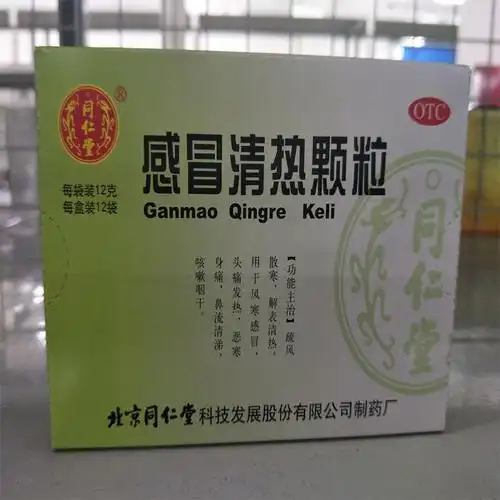 同仁堂
®
OTC
感冒清热颗粒
Ganmao Qingre Keli
每袋装12克
每盒装12袋
【功能主治】疏风
散寒，解表清热。
用于风寒感冒，
头痛发热，恶寒
身痛，鼻流清涕，
咳嗽咽干。
同仁堂
北京同仁堂科技发展股份有限公司制药厂